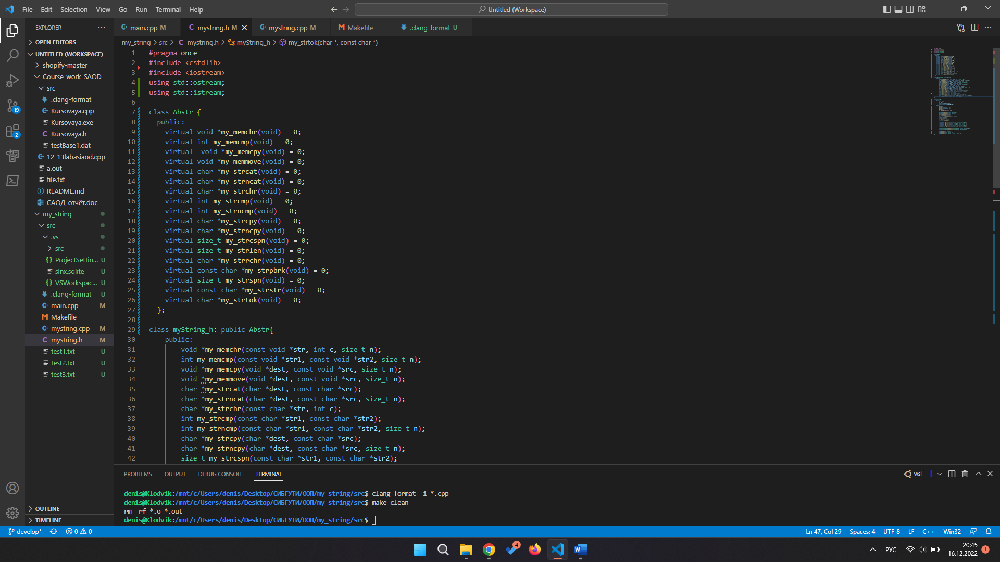 File Edit Selection View Go Run Terminal Help
Untitled (Workspace)
EXPLORER
main.cpp M
mystring.h M
mystring.cpp M
Makefile
.clang-format U
OPEN EDITORS
my_string > src > C mystring.h > myString_h > my_strtok(char *, const char *)
UNTITLED (WORKSPACE)
shopify-master
Course_work_SAOD
src
.clang-format
Kursovaya.cpp
Kursovaya.exe
Kursovaya.h
testBase1.dat
12-13labasiaod.cpp
a.out
file.txt
README.md
САОД_отчёт.doc
my_string
src
.vs
src
ProjectSettin... U
slnx.sqlite U
VSWorkspac... U
.clang-format U
main.cpp M
Makefile
mystring.cpp M
mystring.h M
test1.txt U
test2.txt U
test3.txt U
OUTLINE
TIMELINE
19
2
1 #pragma once
2 #include <cstdlib>
3 #include <iostream>
4 using std::ostream;
5 using std::istream;
6
7 class Abstr {
8 public:
9 virtual void *my_memchr(void) = 0;
10 virtual int my_memcmp(void) = 0;
11 virtual  void *my_memcpy(void) = 0;
12 virtual void *my_memmove(void) = 0;
13 virtual char *my_strcat(void) = 0;
14 virtual char *my_strncat(void) = 0;
15 virtual char *my_strchr(void) = 0;
16 virtual int my_strcmp(void) = 0;
17 virtual int my_strncmp(void) = 0;
18 virtual char *my_strcpy(void) = 0;
19 virtual char *my_strncpy(void) = 0;
20 virtual size_t my_strcspn(void) = 0;
21 virtual size_t my_strlen(void) = 0;
22 virtual char *my_strrchr(void) = 0;
23 virtual const char *my_strpbrk(void) = 0;
24 virtual size_t my_strspn(void) = 0;
25 virtual const char *my_strstr(void) = 0;
26 virtual char *my_strtok(void) = 0;
27 };
28
29 class myString_h: public Abstr{
30 public:
31 void *my_memchr(const void *str, int c, size_t n);
32 int my_memcmp(const void *str1, const void *str2, size_t n);
33 void *my_memcpy(void *dest, const void *src, size_t n);
34 void *my_memmove(void *dest, const void *src, size_t n);
35 char *my_strcat(char *dest, const char *src);
36 char *my_strncat(char *dest, const char *src, size_t n);
37 char *my_strchr(const char *str, int c);
38 int my_strcmp(const char *str1, const char *str2);
39 int my_strncmp(const char *str1, const char *str2, size_t n);
40 char *my_strcpy(char *dest, const char *src);
41 char *my_strncpy(char *dest, const char *src, size_t n);
42 size_t my_strcspn(const char *str1, const char *str2);
PROBLEMS OUTPUT DEBUG CONSOLE TERMINAL
wsl
denis@Klodvik:/mnt/c/Users/denis/Desktop/СИБГУТИ/ООП/my_string/src$ clang-format -i *.cpp
denis@Klodvik:/mnt/c/Users/denis/Desktop/СИБГУТИ/ООП/my_string/src$ make clean
rm -rf *.o *.out
denis@Klodvik:/mnt/c/Users/denis/Desktop/СИБГУТИ/ООП/my_string/src$
develop* 0 0
Ln 47, Col 29 Spaces: 4 UTF-8 LF C++ Win32
4
РУС
20:45
16.12.2022
1